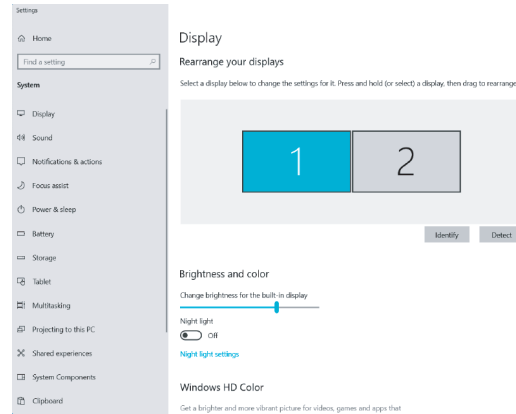 Settings
Home
Find a setting
System
Display
Sound
Notifications & actions
Focus assist
Power & sleep
Battery
Storage
Tablet
Multitasking
Projecting to this PC
Shared experiences
System Components
Clipboard
Display
Rearrange your displays
Select a display below to change the settings for it. Press and hold (or select) a display, then drag to rearrange
1
2
Identify
Detect
Brightness and color
Change brightness for the built-in display
Night light
Off
Night light settings
Windows HD Color
Get a brighter and more vibrant picture for videos, games and apps that